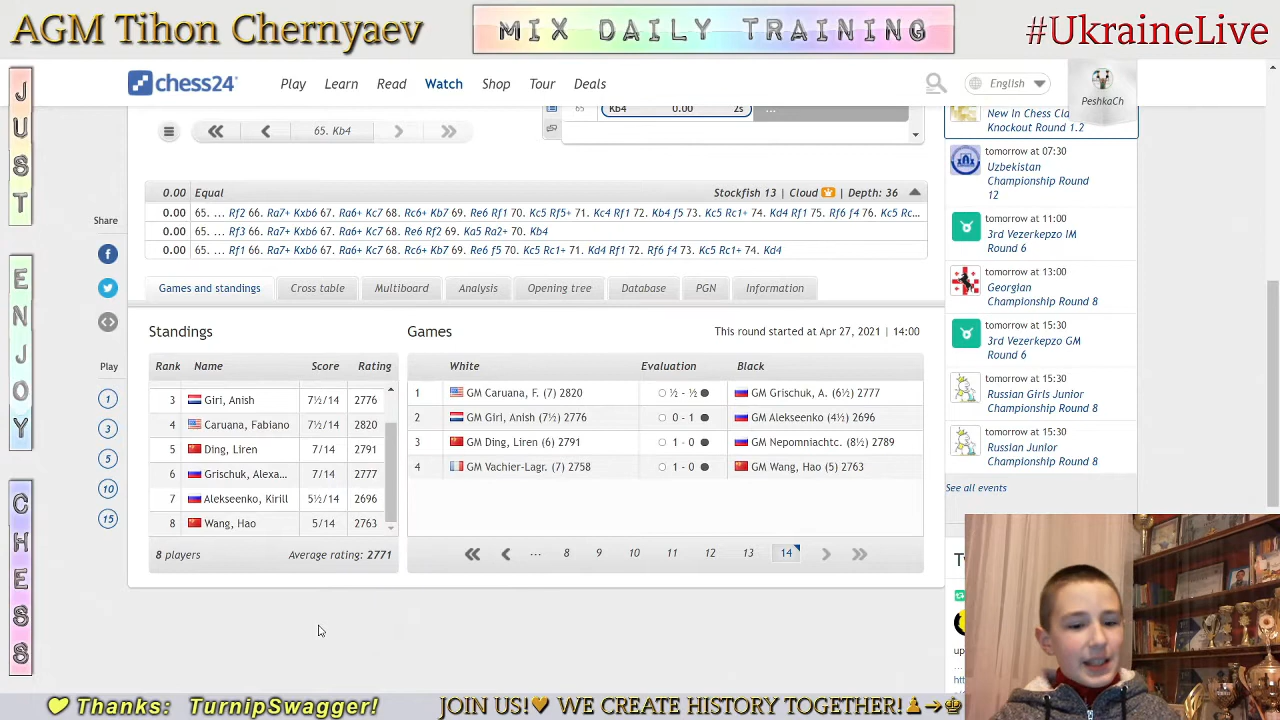 AGM Tihon Chernyaev
MIX DAILY TRAINING
#UkraineLive
JUST
ENJOY
CHESS
chess24
Play Learn Read Watch Shop Tour Deals
English
PeshkaCh
65 Kb4 0.00 2s ...
65. Kb4
0.00 Equal Stockfish 13 | Cloud | Depth: 36
0.00 65. ... Rf2 66. Ra7+ Kxb6 67. Ra6+ Kc7 68. Rc6+ Kb7 69. Re6 Rf1 70. Kc5 Rf5+ 71. Kc4 Rf1 72. Kb4 f5 73. Kc5 Rc1+ 74. Kd4 Rf1 75. Rf6 f4 76. Kc5 Rc...
0.00 65. ... Rf3 66. Ra7+ Kxb6 67. Ra6+ Kc7 68. Re6 Rf2 69. Ka5 Ra2+ 70. Kb4
0.00 65. ... Rf1 66. Ra7+ Kxb6 67. Ra6+ Kc7 68. Rc6+ Kb7 69. Re6 f5 70. Kc5 Rc1+ 71. Kd4 Rf1 72. Rf6 f4 73. Kc5 Rc1+ 74. Kd4
Share
Play
1
3
5
10
15
Games and standings Cross table Multiboard Analysis Opening tree Database PGN Information
Standings
Rank Name Score Rating
3 Giri, Anish 7½/14 2776
4 Caruana, Fabiano 7½/14 2820
5 Ding, Liren 7/14 2791
6 Grischuk, Alexa... 7/14 2777
7 Alekseenko, Kirill 5½/14 2696
8 Wang, Hao 5/14 2763
8 players Average rating: 2771
Games This round started at Apr 27, 2021 | 14:00
White Evaluation Black
1 GM Caruana, F. (7) 2820 ½ - ½ GM Grischuk, A. (6½) 2777
2 GM Giri, Anish (7½) 2776 0 - 1 GM Alekseenko (4½) 2696
3 GM Ding, Liren (6) 2791 1 - 0 GM Nepomniachtc. (8½) 2789
4 GM Vachier-Lagr. (7) 2758 1 - 0 GM Wang, Hao (5) 2763
... 8 9 10 11 12 13 14
New In Chess Cla
Knockout Round 1.2
tomorrow at 07:30
Uzbekistan
Championship Round
12
tomorrow at 11:00
3rd Vezerkepzo IM
Round 6
tomorrow at 13:00
Georgian
Championship Round 8
tomorrow at 15:30
3rd Vezerkepzo GM
Round 6
tomorrow at 15:30
Russian Girls Junior
Championship Round 8
tomorrow at 15:30
Russian Junior
Championship Round 8
See all events
Thanks: TurnipSwagger!
JOIN US! WE CREATE HISTORY TOGETHER!